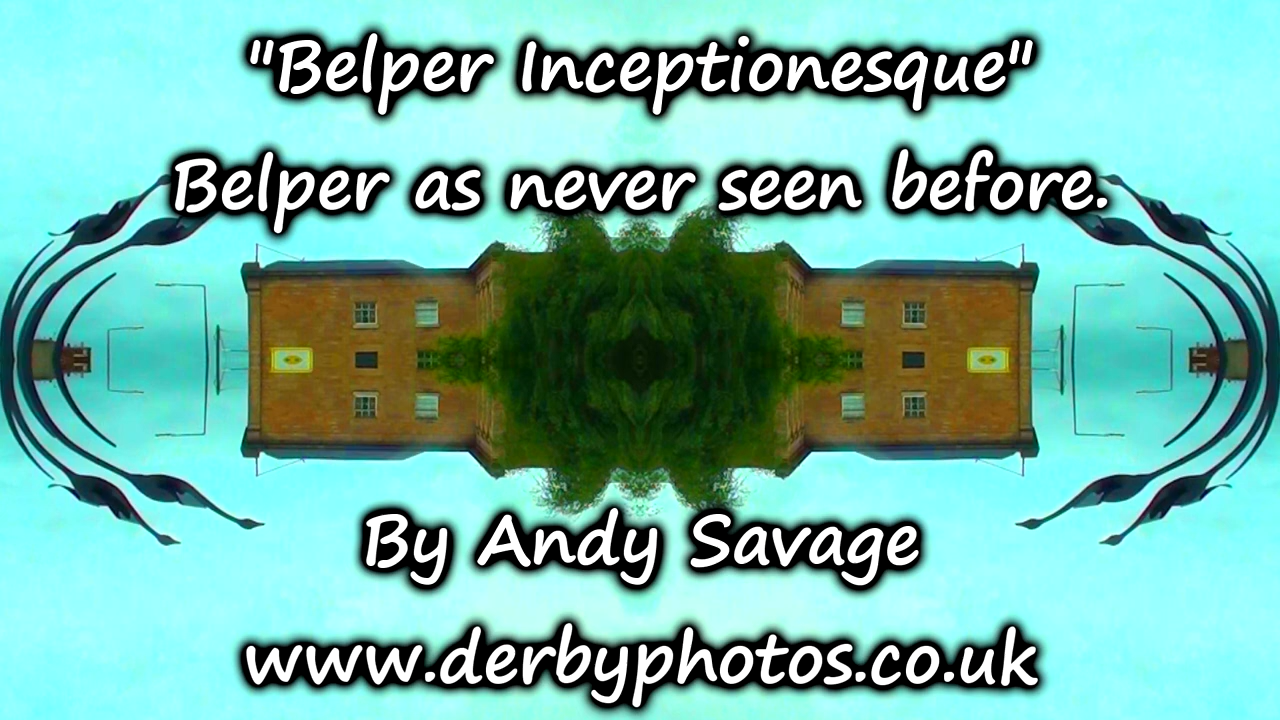 "Belper Inceptionesque"
Belper as never seen before.
By Andy Savage
www.derbyphotos.co.uk